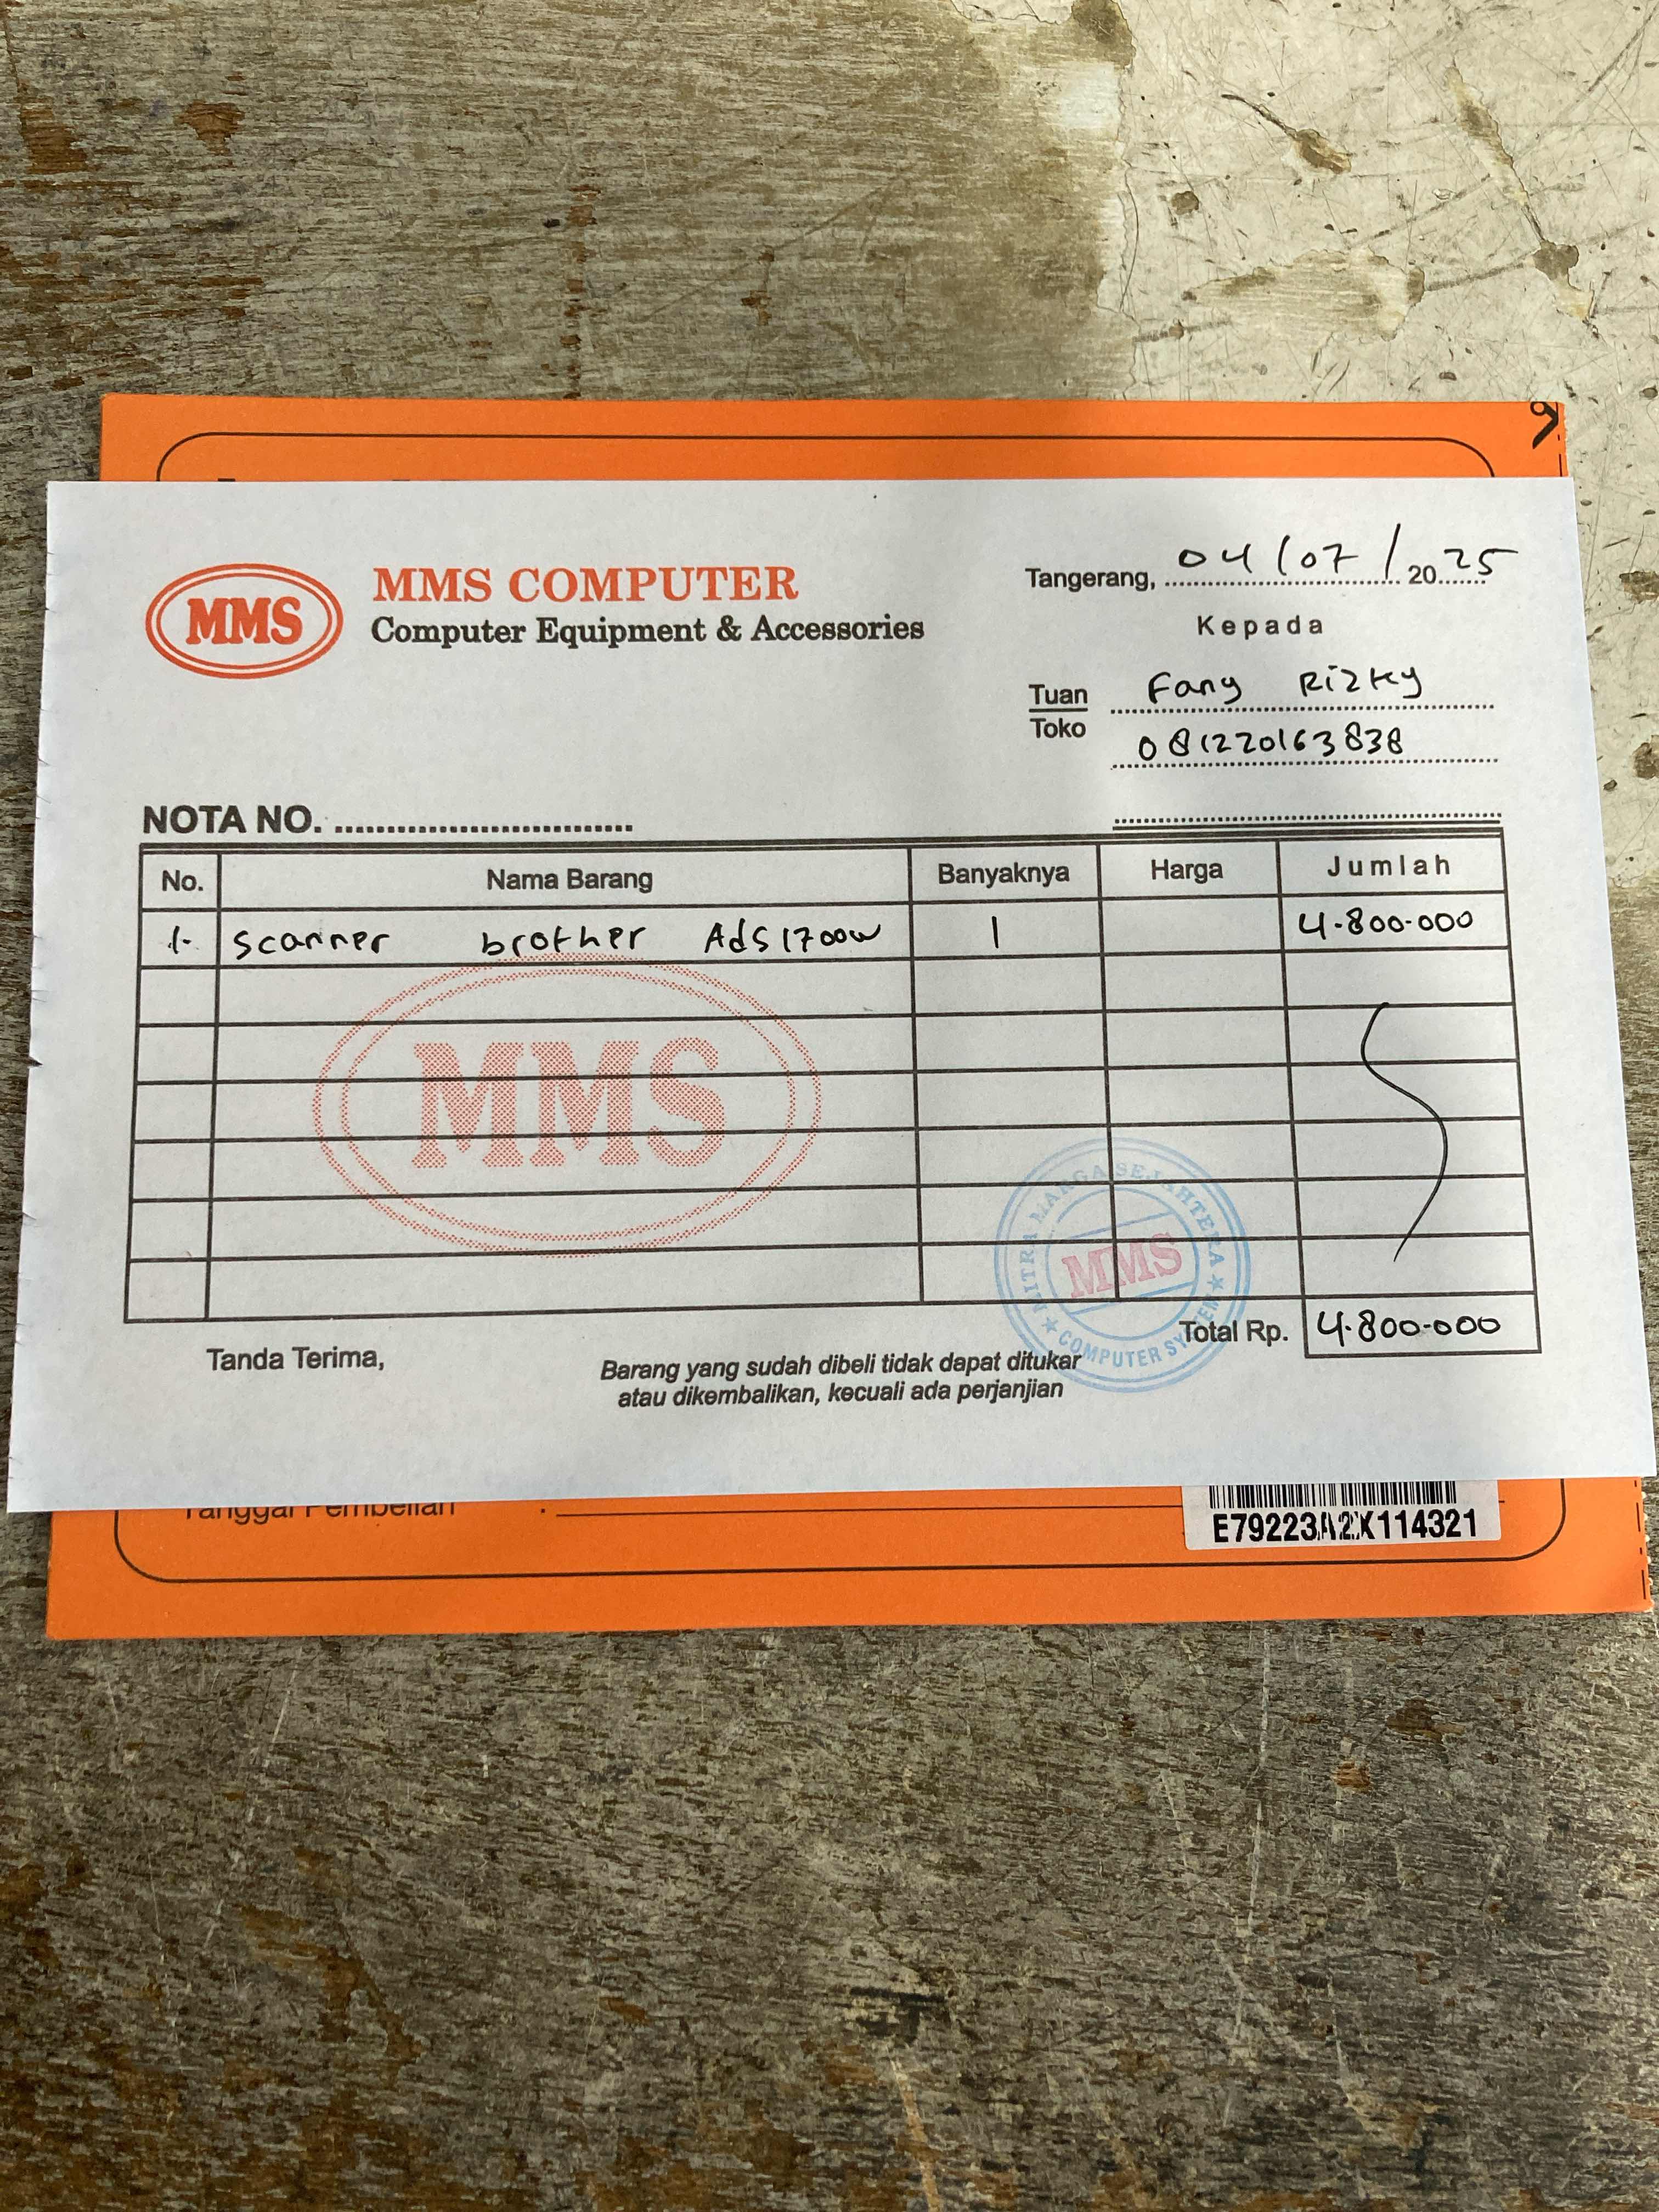 MMS
MMS COMPUTER
Computer Equipment & Accessories
Tangerang, 04/07/2025
Kepada
Tuan Fany Rizky
Toko 081220163838
NOTA NO.
No. Nama Barang Banyaknya Harga Jumlah
1. Scanner brother Ads1700w 1 4.800.000
MMS
MITRA MARGA SEJAHTERA
MMS
COMPUTER SYSTEM
Total Rp. 4.800.000
Tanda Terima,
Barang yang sudah dibeli tidak dapat ditukar
atau dikembalikan, kecuali ada perjanjian
Tanggal Pembelian :
E79223A2X114321